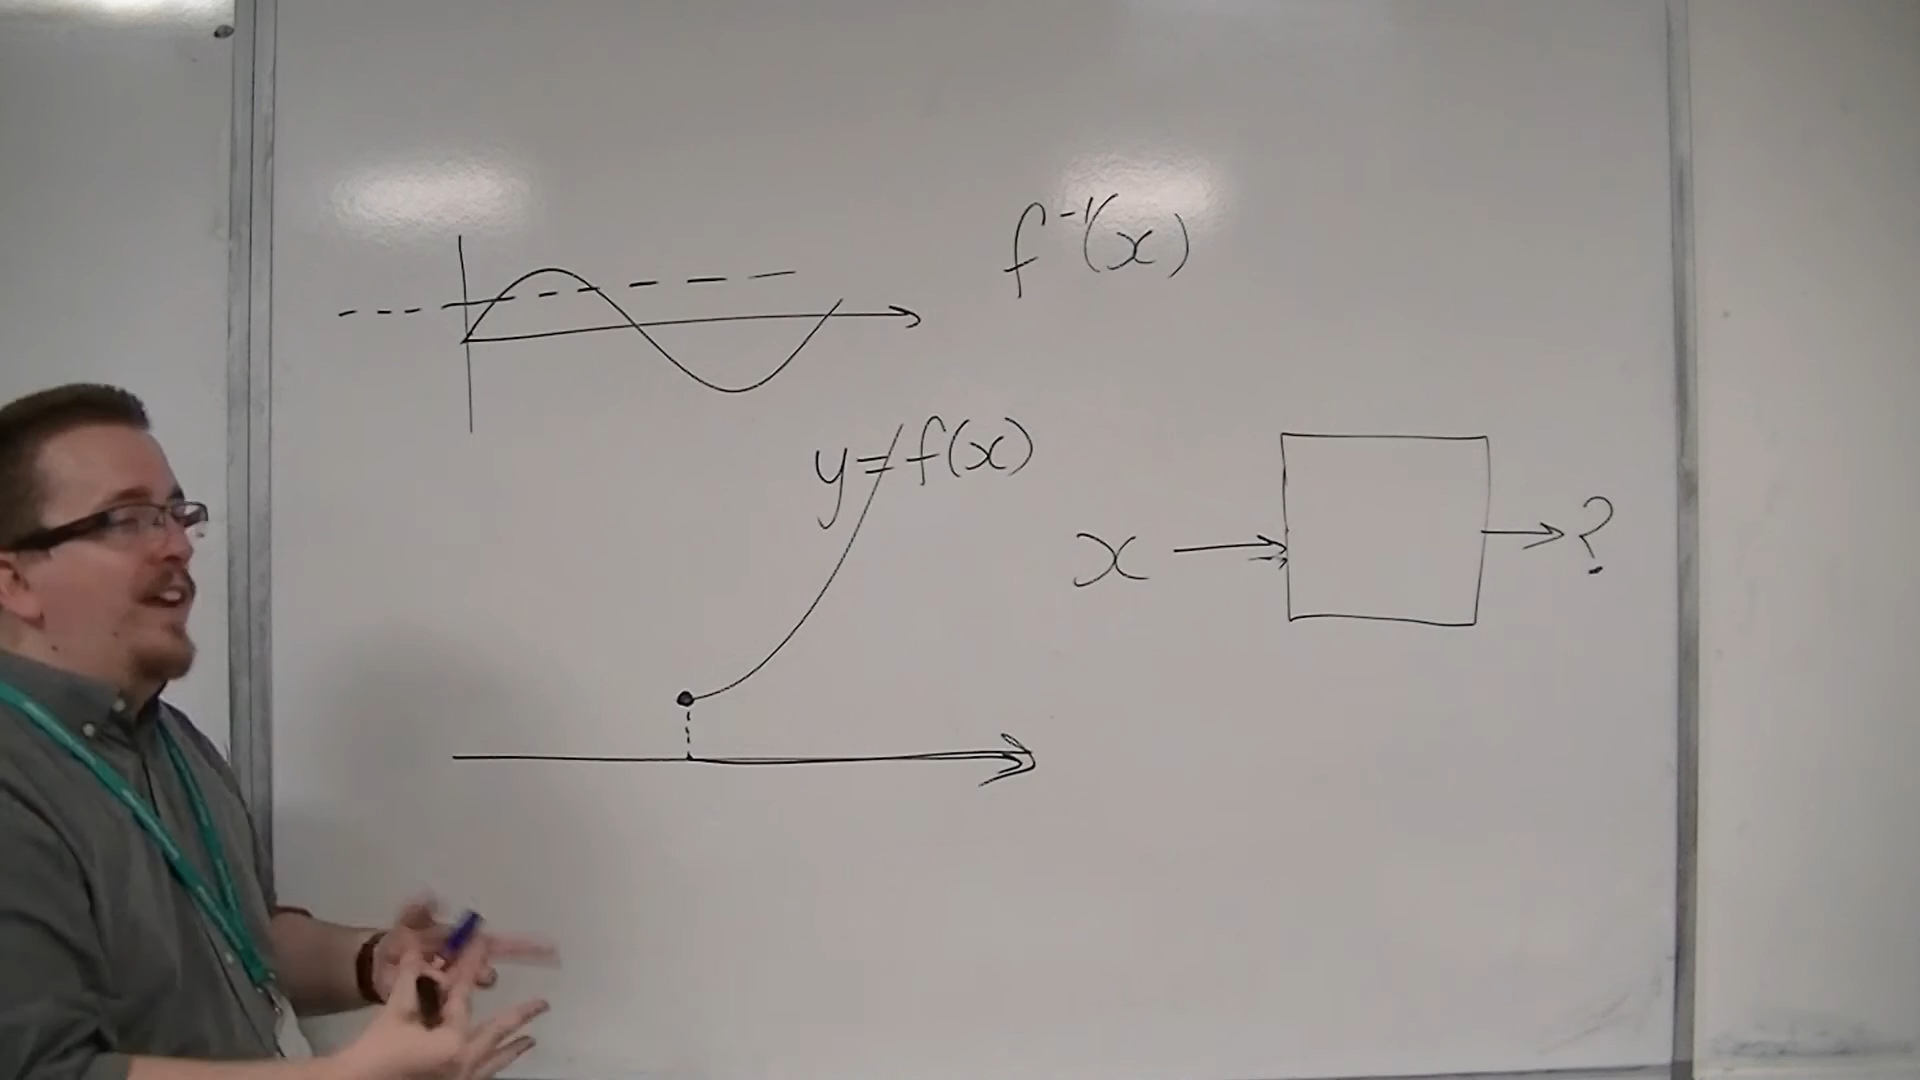 f⁻¹(x)
y=f(x)
x
?